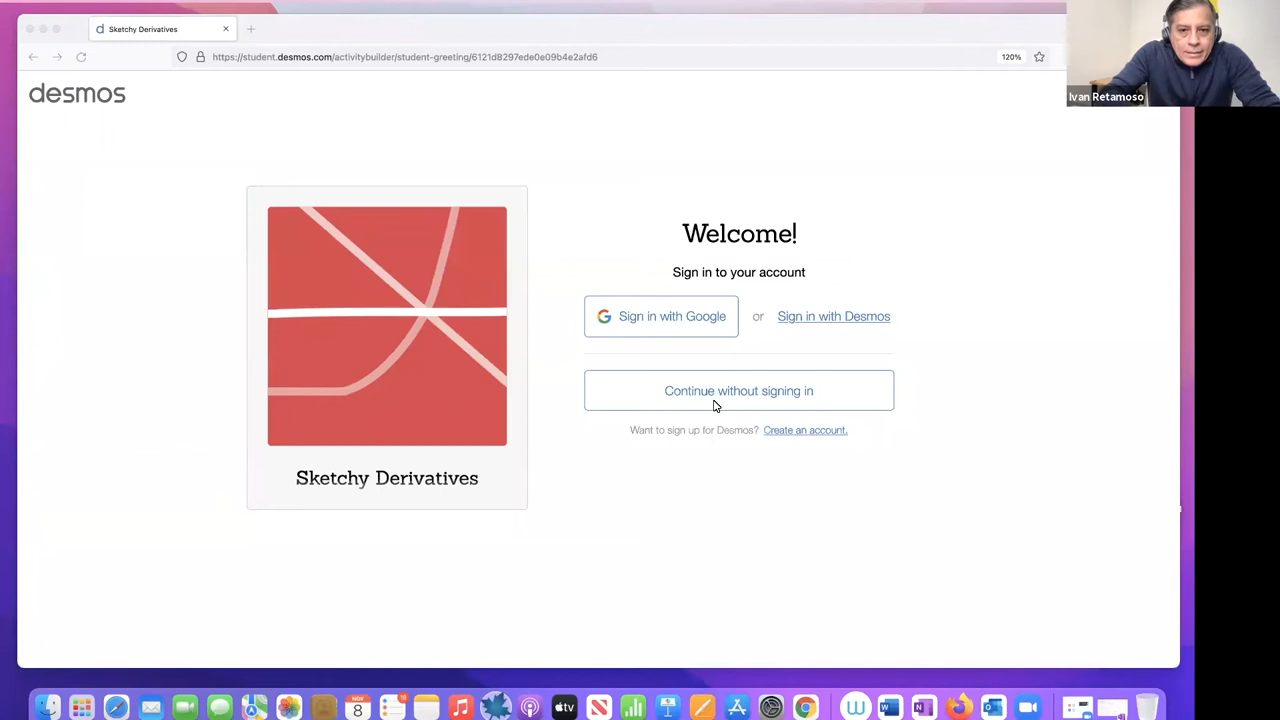 Sketchy Derivatives
https://student.desmos.com/activitybuilder/student-greeting/6121d8297ede0e09b4e2afd6
120%
Ivan Retamoso
desmos
Welcome!
Sign in to your account
Sign in with Google or Sign in with Desmos
Continue without signing in
Want to sign up for Desmos? Create an account.
Sketchy Derivatives
8
tv